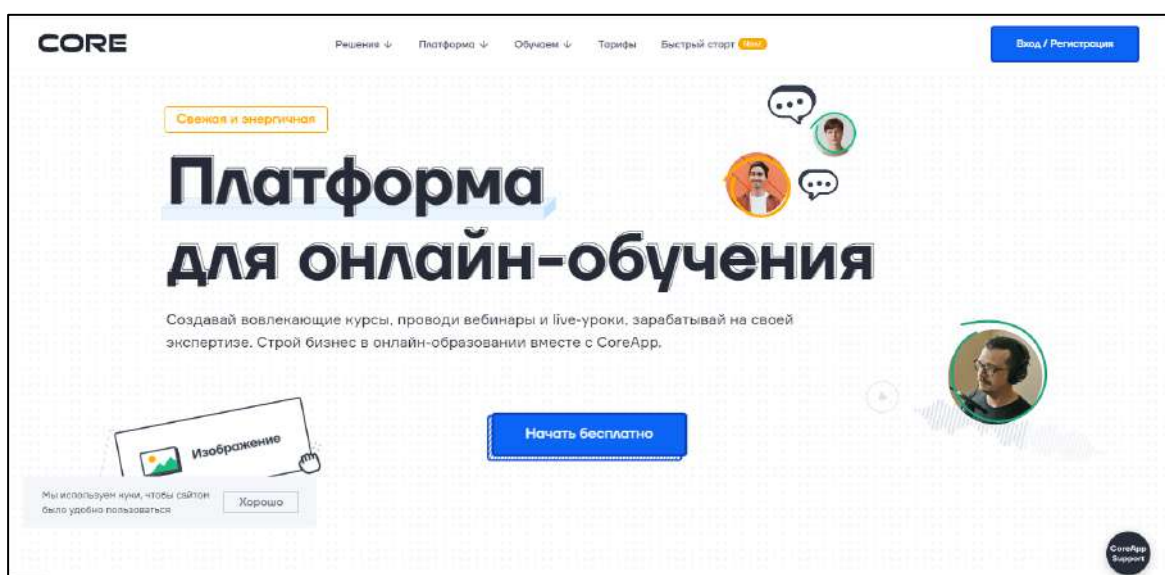 CORE
Решения ↓ Платформа ↓ Обучаем ↓ Тарифы Быстрый старт New!
Вход / Регистрация
Свежая и энергичная
Платформа
для онлайн-обучения
Создавай вовлекающие курсы, проводи вебинары и live-уроки, зарабатывай на своей
экспертизе. Строй бизнес в онлайн-образовании вместе с CoreApp.
Начать бесплатно
Изображение
Мы используем куки, чтобы сайтом
было удобно пользоваться
Хорошо
CoreApp
Support